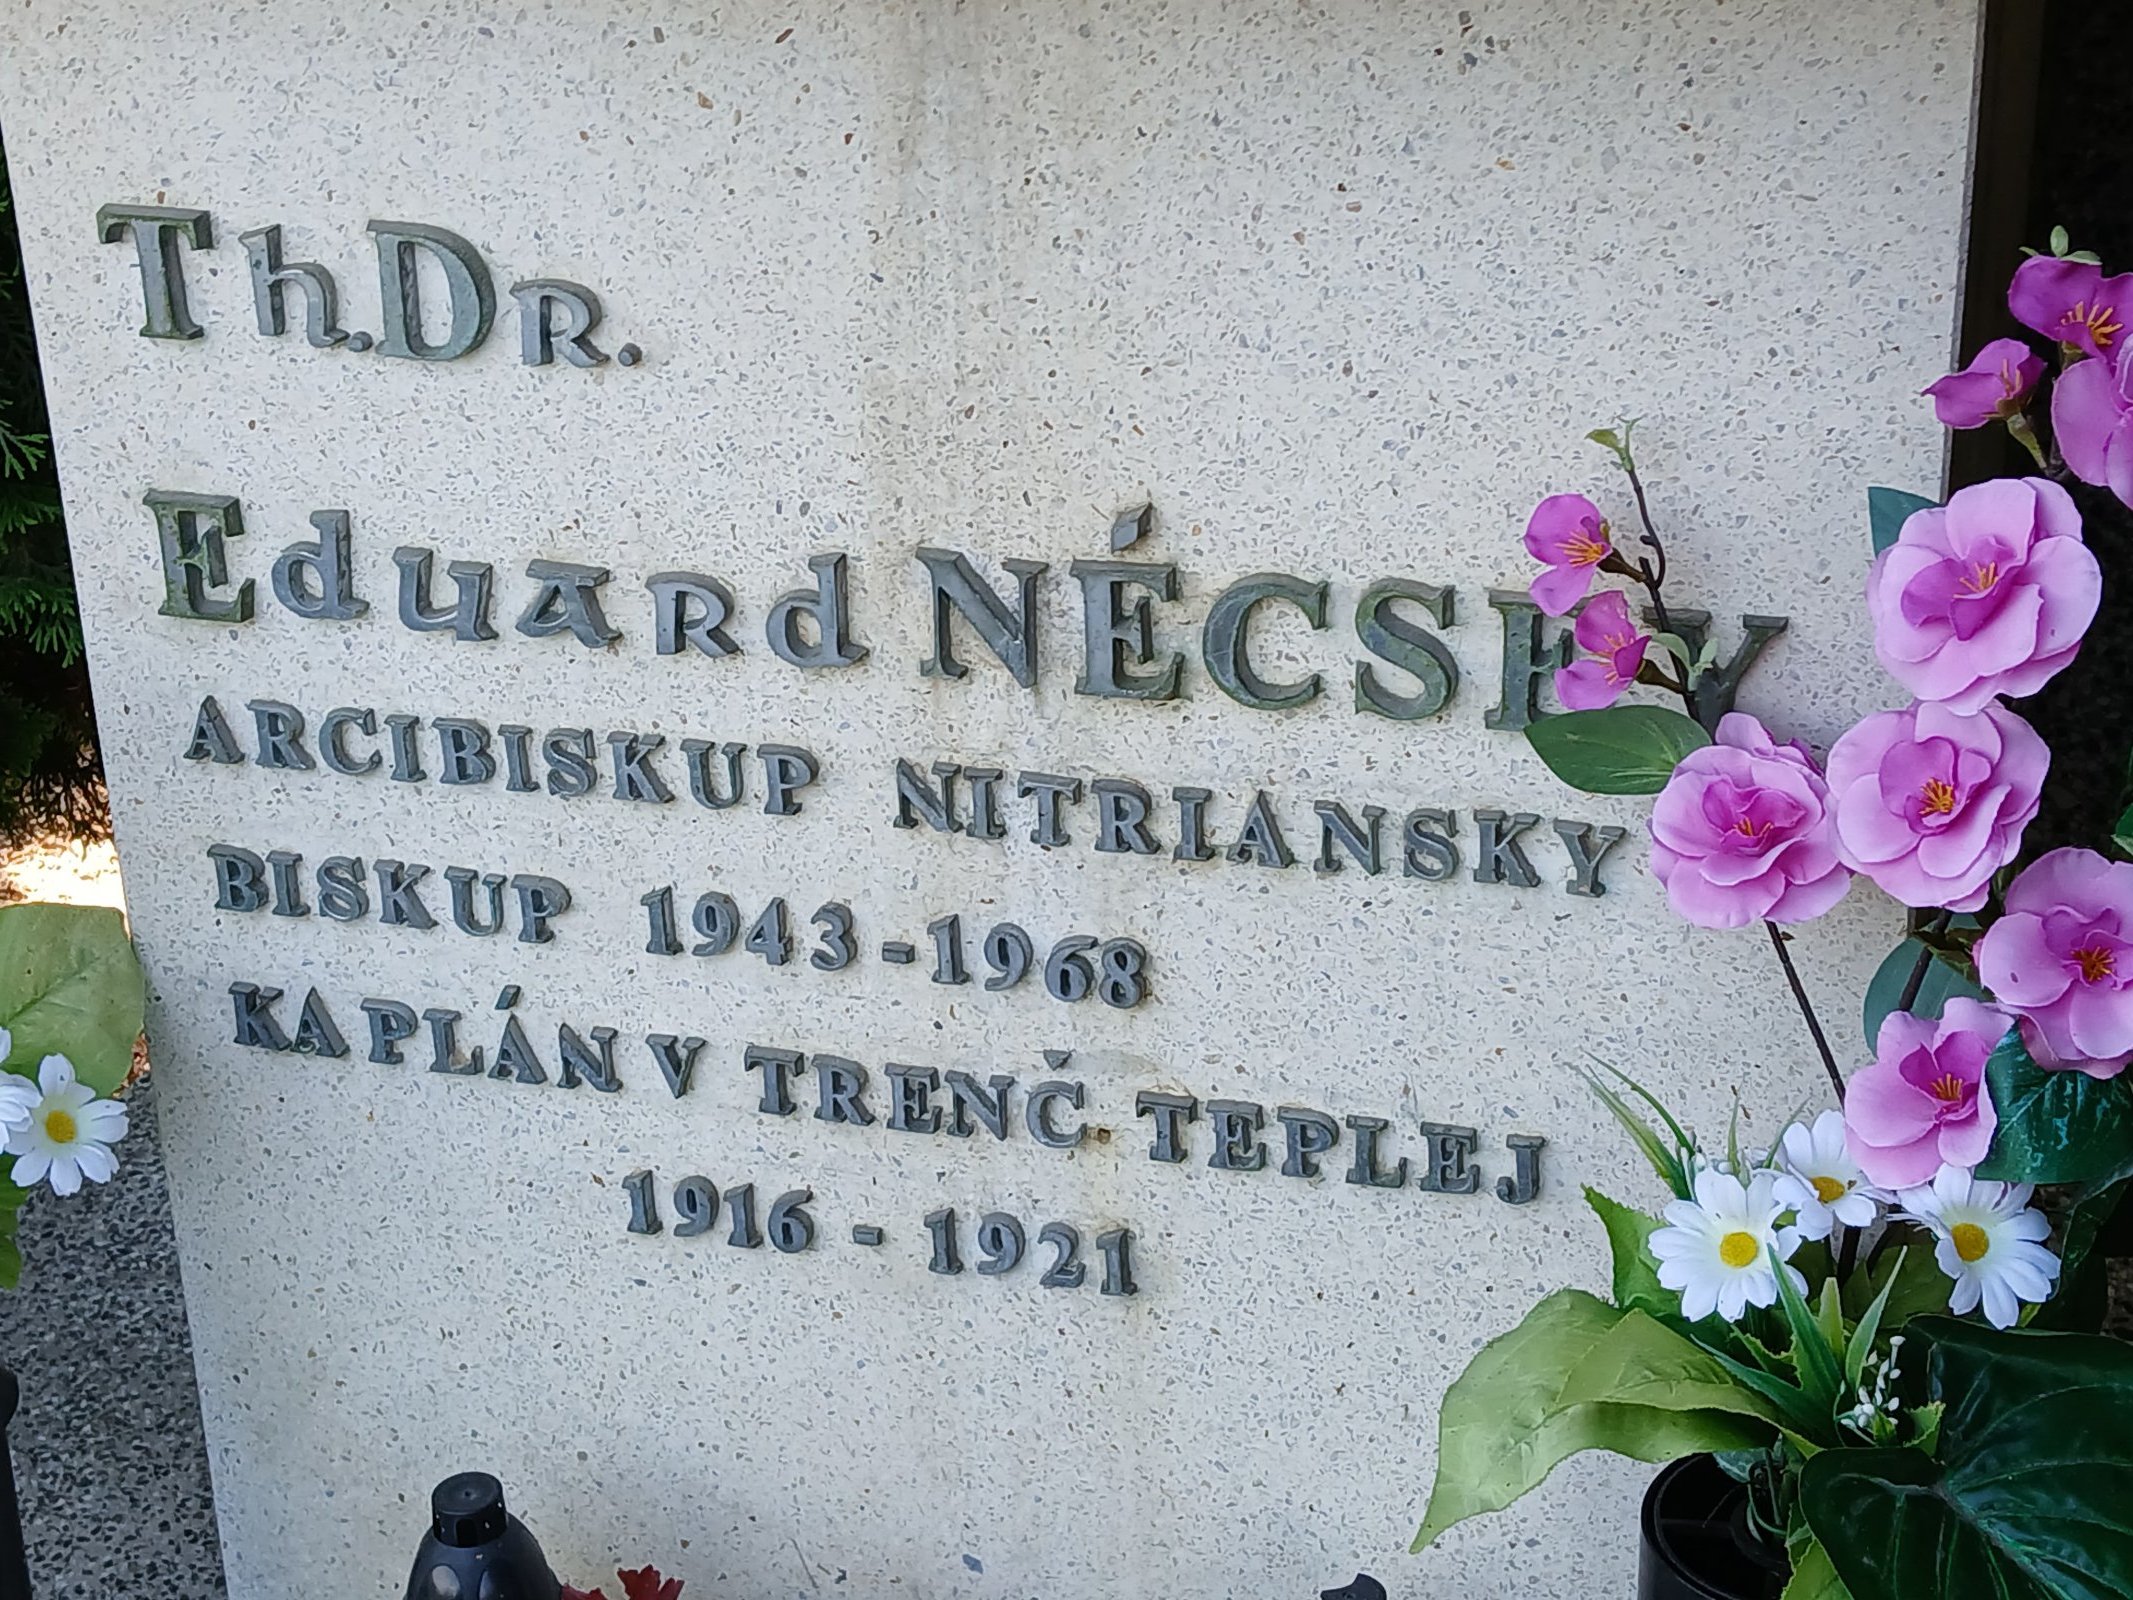 Th.Dr.
Eduard NÉCSEY
ARCIBISKUP NITRIANSKY
BISKUP 1943-1968
KAPLÁN V TRENČ TEPLEJ
1916 - 1921